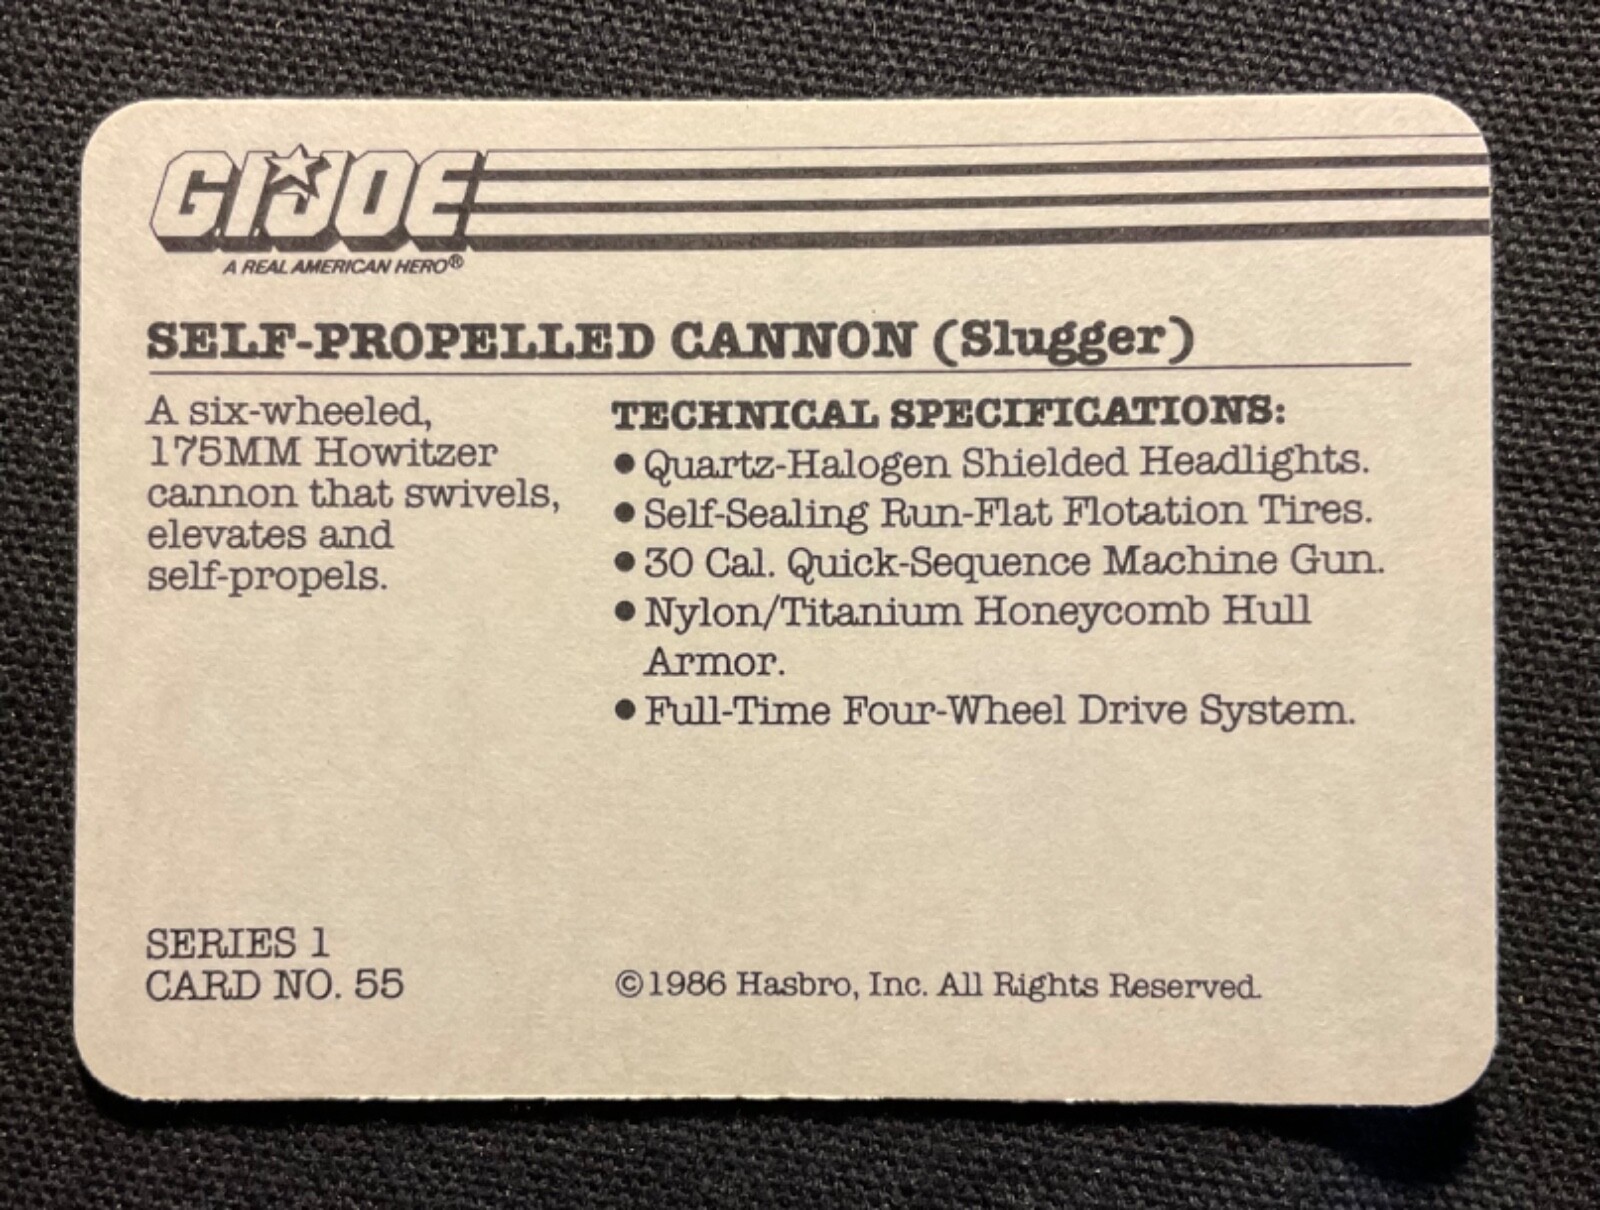 GI JOE
A REAL AMERICAN HERO®
SELF-PROPELLED CANNON (Slugger)
A six-wheeled,
175MM Howitzer
cannon that swivels,
elevates and
self-propels.
TECHNICAL SPECIFICATIONS:
● Quartz-Halogen Shielded Headlights.
● Self-Sealing Run-Flat Flotation Tires.
● 30 Cal. Quick-Sequence Machine Gun.
● Nylon/Titanium Honeycomb Hull
Armor.
● Full-Time Four-Wheel Drive System.
SERIES 1
CARD NO. 55
©1986 Hasbro, Inc. All Rights Reserved.